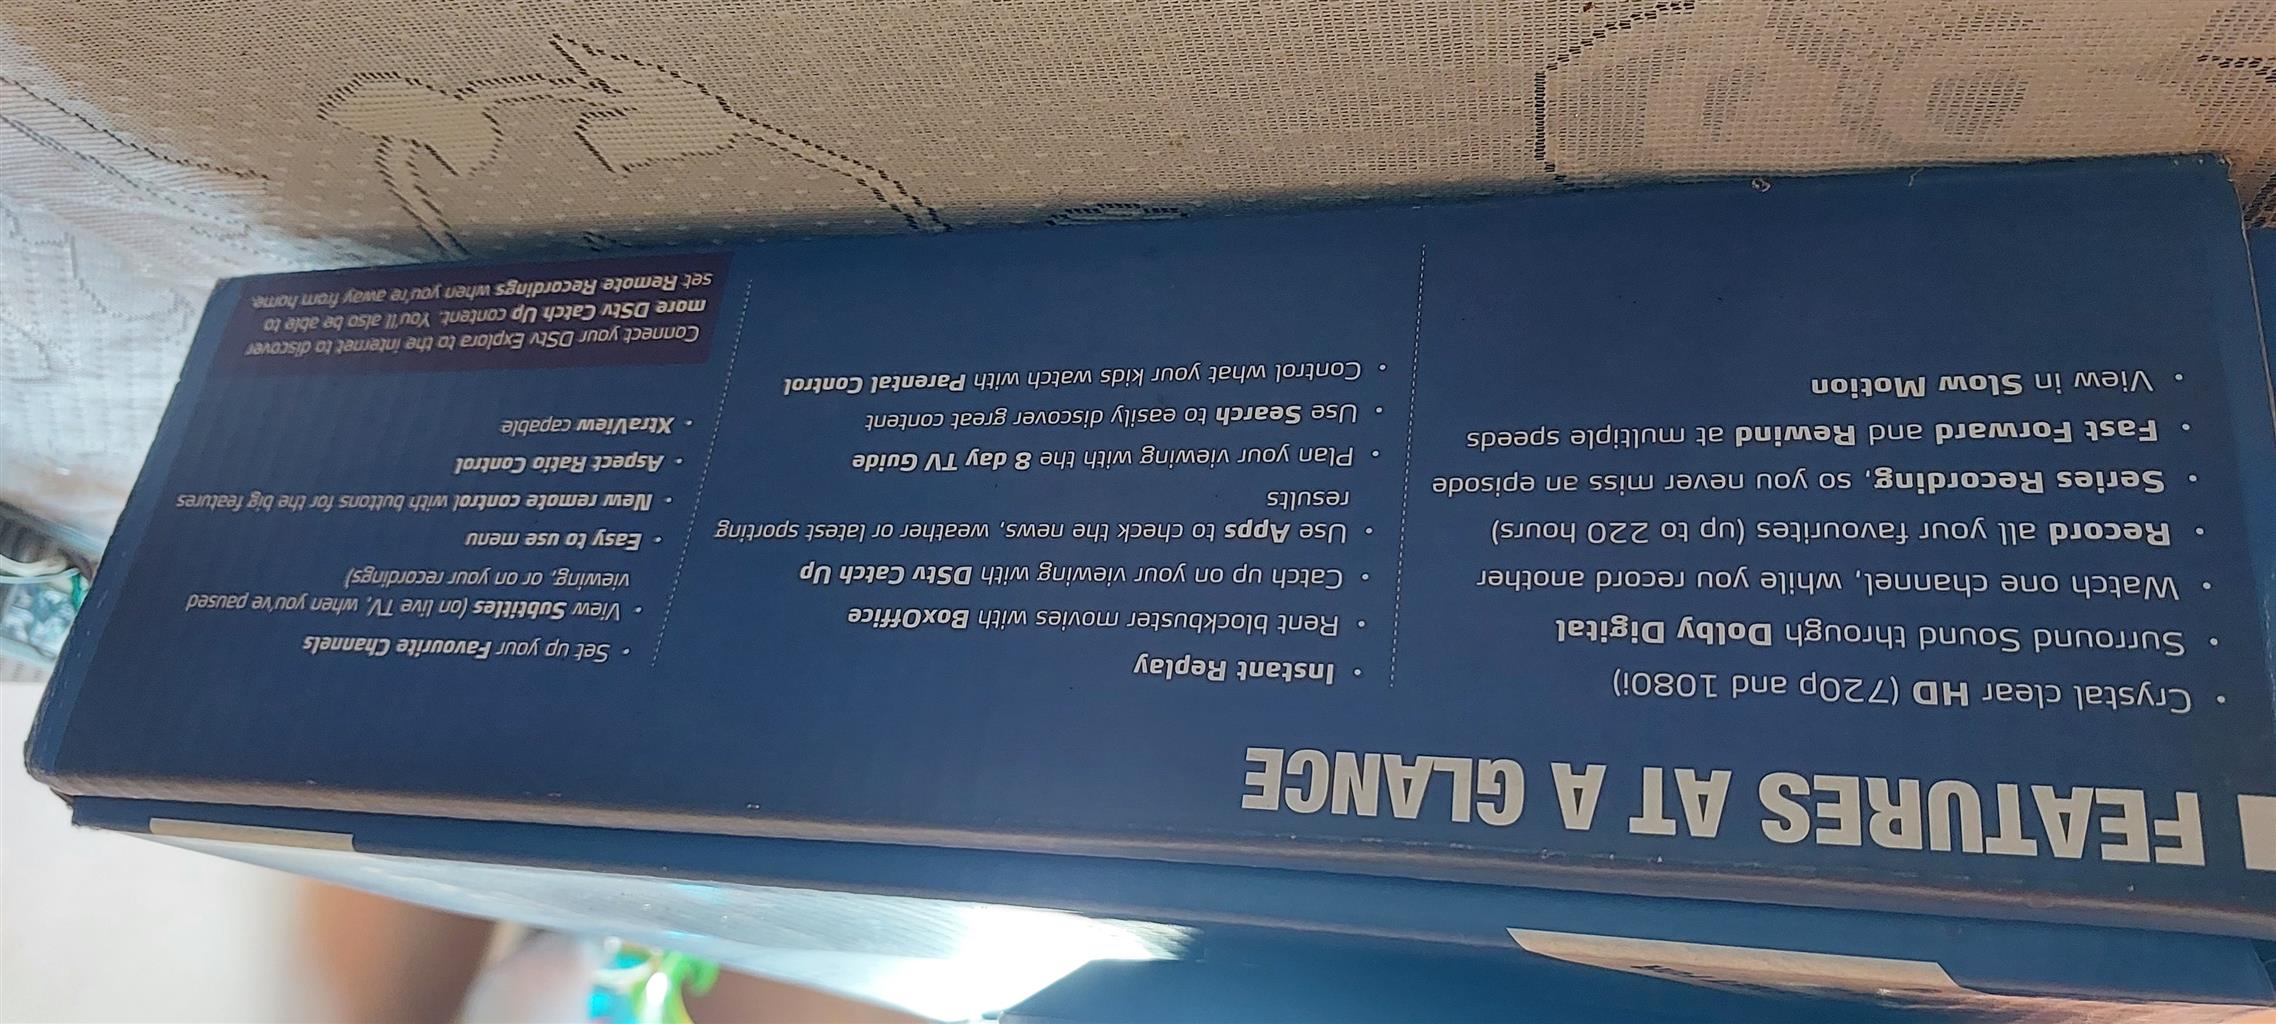 FEATURES AT A GLANCE
• Crystal clear HD (720p and 1080i)
• Surround Sound through Dolby Digital
• Watch one channel, while you record another
• Record all your favourites (up to 220 hours)
• Series Recording, so you never miss an episode
• Fast Forward and Rewind at multiple speeds
• View in Slow Motion
• Instant Replay
• Rent blockbuster movies with BoxOffice
• Catch up on your viewing with DStv Catch Up
• Use Apps to check the news, weather or latest sporting
results
• Plan your viewing with the 8 day TV Guide
• Use Search to easily discover great content
• Control what your kids watch with Parental Control
• Set up your Favourite Channels
• View Subtitles (on live TV, when you've paused
viewing, or on your recordings)
• Easy to use menu
• New remote control with buttons for the big features
• Aspect Ratio Control
• XtraView capable
Connect your DStv Explora to the internet to discover
more DStv Catch Up content. You'll also be able to
set Remote Recordings when you're away from home.